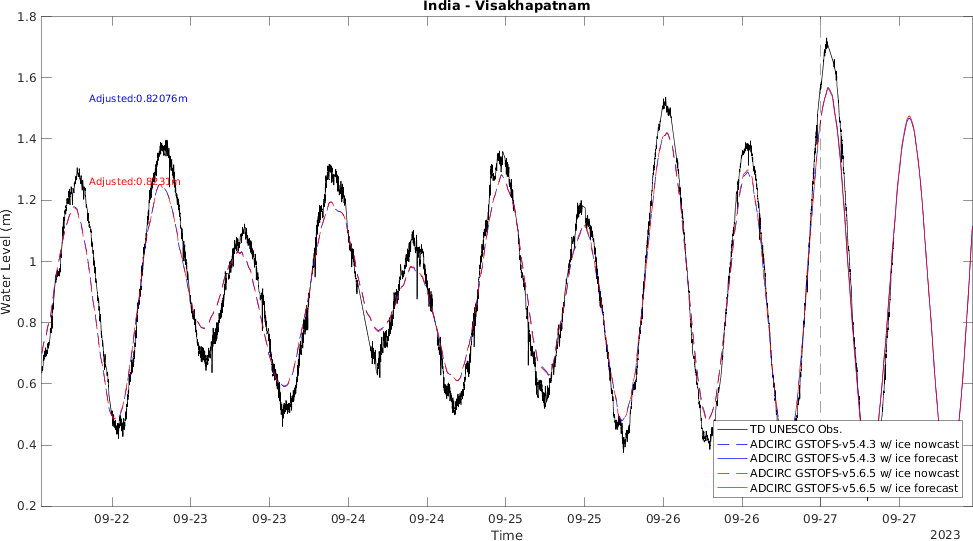 India - Visakhapatnam
1.8
1.6
1.4
1.2
1
0.8
0.6
0.4
0.2
Water Level (m)
Adjusted:0.82076m
Adjusted:0.8231m
TD UNESCO Obs.
ADCIRC GSTOFS-v5.4.3 w/ ice nowcast
ADCIRC GSTOFS-v5.4.3 w/ ice forecast
ADCIRC GSTOFS-v5.6.5 w/ ice nowcast
ADCIRC GSTOFS-v5.6.5 w/ ice forecast
09-22 09-23 09-23 09-24 09-24 09-25 09-25 09-26 09-26 09-27 09-27
Time
2023